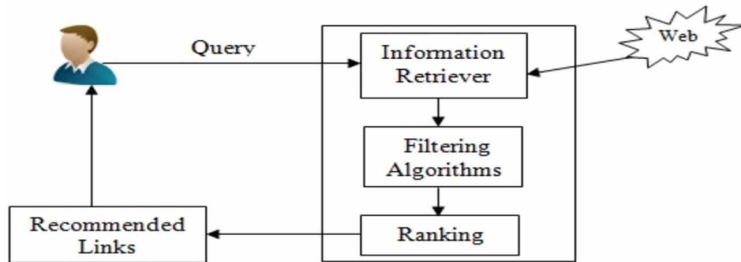 Query
Information
Retriever
Web
Filtering
Algorithms
Ranking
Recommended
Links